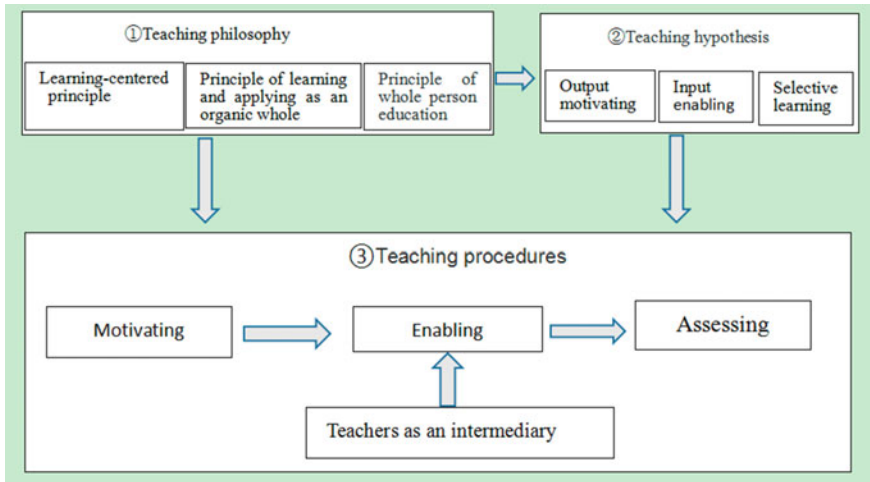 ①Teaching philosophy
Learning-centered
principle
Principle of learning
and applying as an
organic whole
Principle of
whole person
education
②Teaching hypothesis
Output
motivating
Input
enabling
Selective
learning
③Teaching procedures
Motivating
Enabling
Assessing
Teachers as an intermediary